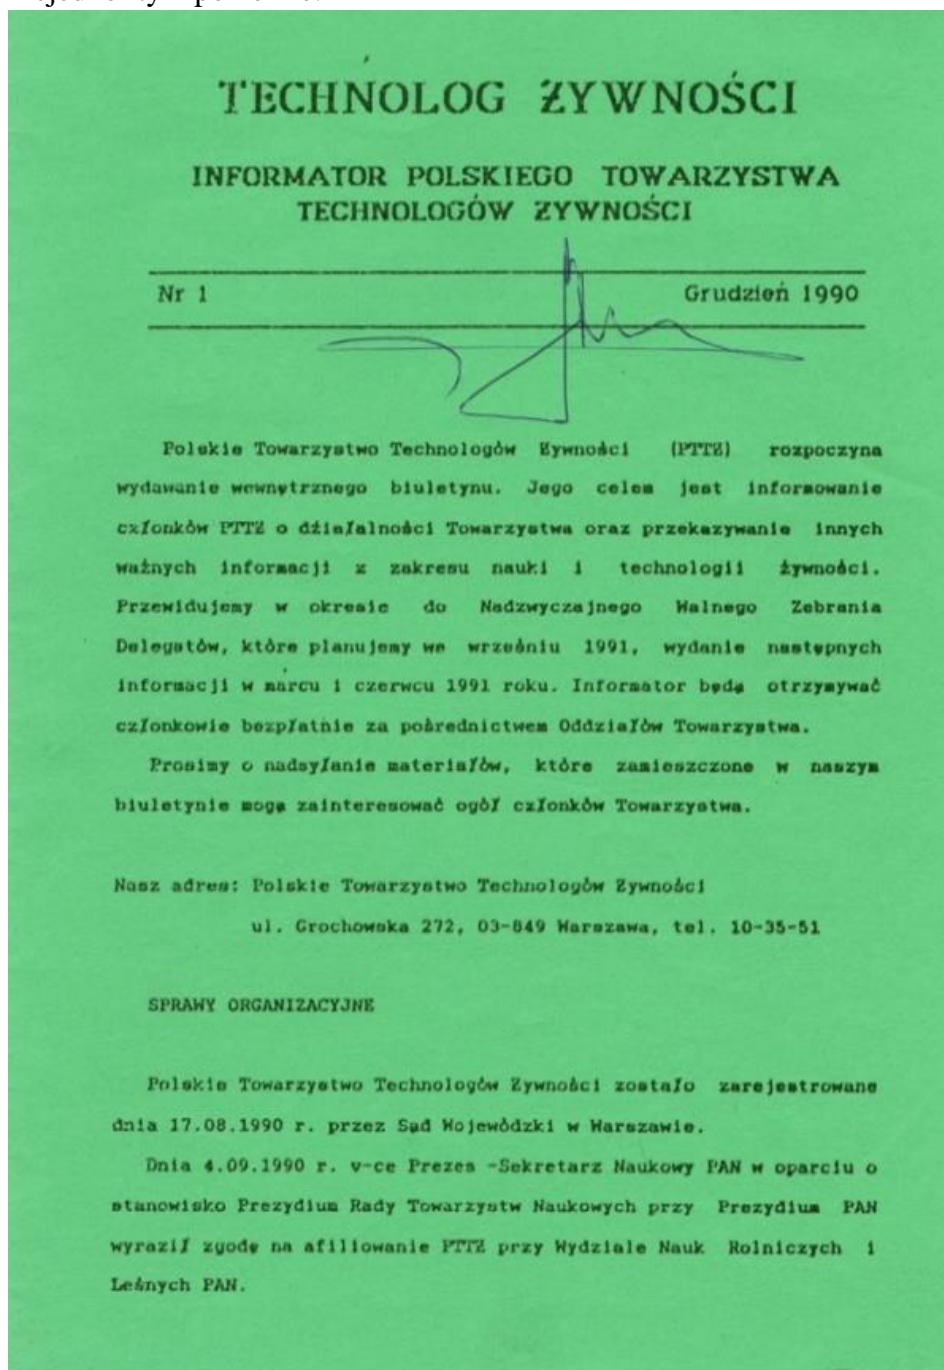 TECHNOLOG ŻYWNOŚCI
INFORMATOR POLSKIEGO TOWARZYSTWA
TECHNOLOGÓW ŻYWNOŚCI
Nr 1 Grudzień 1990
Polskie Towarzystwo Technologów Żywności (PTTŻ) rozpoczyna
wydawanie wewnętrznego biuletynu. Jego celem jest informowanie
członków PTTŻ o działalności Towarzystwa oraz przekazywanie innych
ważnych informacji z zakresu nauki i technologii żywności.
Przewidujemy w okresie do Nadzwyczajnego Walnego Zebrania
Delegatów, które planujemy we wrześniu 1991, wydanie następnych
informacji w marcu i czerwcu 1991 roku. Informator będą otrzymywać
członkowie bezpłatnie za pośrednictwem Oddziałów Towarzystwa.
Prosimy o nadsyłanie materiałów, które zamieszczone w naszym
biuletynie mogą zainteresować ogół członków Towarzystwa.
Nasz adres: Polskie Towarzystwo Technologów Żywności
ul. Grochowska 272, 03-849 Warszawa, tel. 10-35-51
SPRAWY ORGANIZACYJNE
Polskie Towarzystwo Technologów Żywności zostało zarejestrowane
dnia 17.08.1990 r. przez Sąd Wojewódzki w Warszawie.
Dnia 4.09.1990 r. v-ce Prezes -Sekretarz Naukowy PAN w oparciu o
stanowisko Prezydium Rady Towarzystw Naukowych przy Prezydium PAN
wyraził zgodę na afiliowanie PTTŻ przy Wydziale Nauk Rolniczych i
Leśnych PAN.